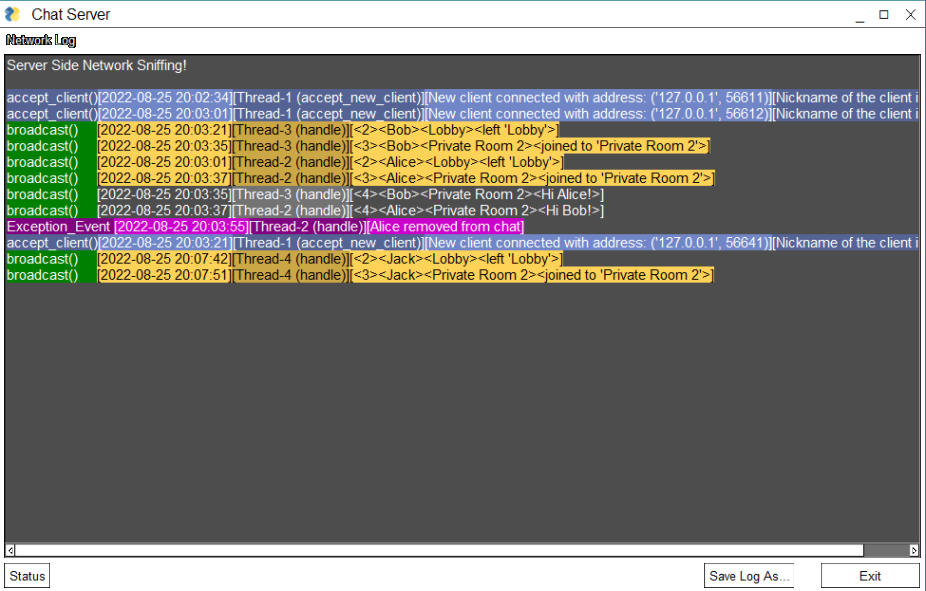 Chat Server
Network Log
Server Side Network Sniffing!
accept_client()[2022-08-25 20:02:34][Thread-1 (accept_new_client)][New client connected with address: ('127.0.0.1', 56611)][Nickname of the client i
accept_client()[2022-08-25 20:03:01][Thread-1 (accept_new_client)][New client connected with address: ('127.0.0.1', 56612)][Nickname of the client i
broadcast() [2022-08-25 20:03:21][Thread-3 (handle)][<2><Bob><Lobby><left 'Lobby'>]
broadcast() [2022-08-25 20:03:35][Thread-3 (handle)][<3><Bob><Private Room 2><joined to 'Private Room 2'>]
broadcast() [2022-08-25 20:03:01][Thread-2 (handle)][<2><Alice><Lobby><left 'Lobby'>]
broadcast() [2022-08-25 20:03:37][Thread-2 (handle)][<3><Alice><Private Room 2><joined to 'Private Room 2'>]
broadcast() [2022-08-25 20:03:35][Thread-3 (handle)][<4><Bob><Private Room 2><Hi Alice!>]
broadcast() [2022-08-25 20:03:37][Thread-2 (handle)][<4><Alice><Private Room 2><Hi Bob!>]
Exception_Event [2022-08-25 20:03:55][Thread-2 (handle)][Alice removed from chat]
accept_client()[2022-08-25 20:03:21][Thread-1 (accept_new_client)][New client connected with address: ('127.0.0.1', 56641)][Nickname of the client i
broadcast() [2022-08-25 20:07:42][Thread-4 (handle)][<2><Jack><Lobby><left 'Lobby'>]
broadcast() [2022-08-25 20:07:51][Thread-4 (handle)][<3><Jack><Private Room 2><joined to 'Private Room 2'>]
Status
Save Log As...
Exit